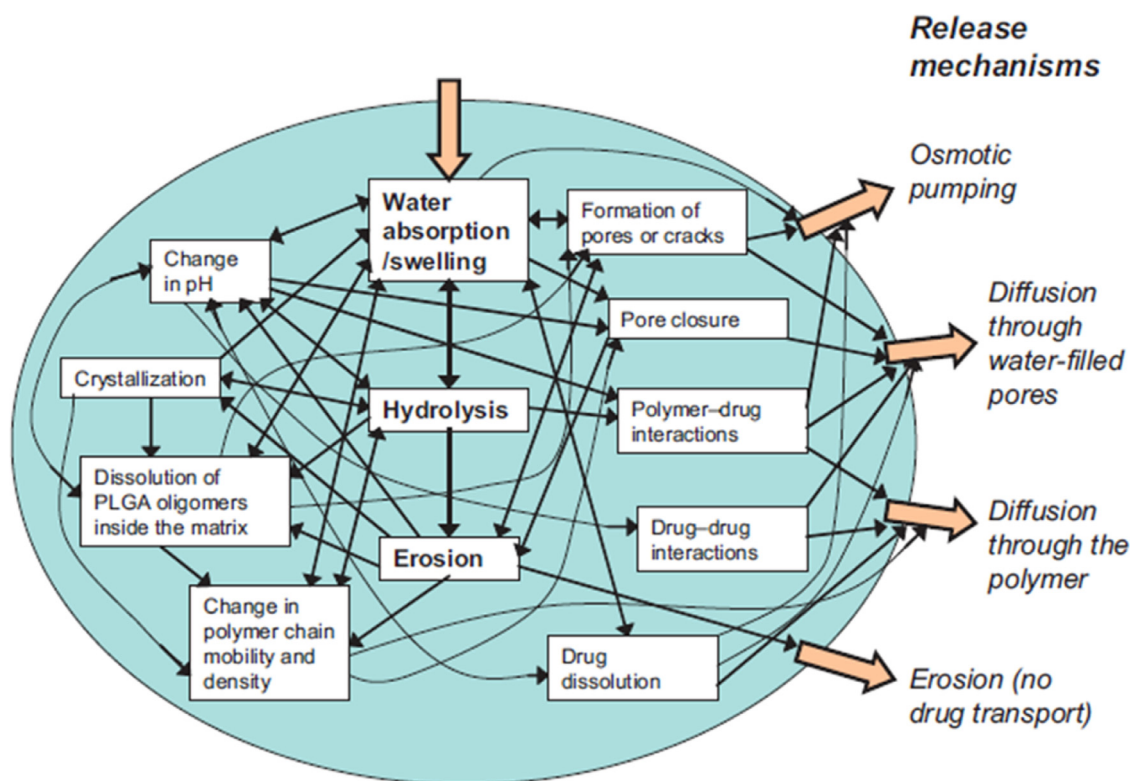 Release
mechanisms
Osmotic
pumping
Water
absorption
/swelling
Formation of
pores or cracks
Change
in pH
Pore closure
Diffusion
through
water-filled
pores
Crystallization
Hydrolysis
Polymer–drug
interactions
Dissolution of
PLGA oligomers
inside the matrix
Drug–drug
interactions
Diffusion
through the
polymer
Erosion
Change in
polymer chain
mobility and
density
Drug
dissolution
Erosion (no
drug transport)